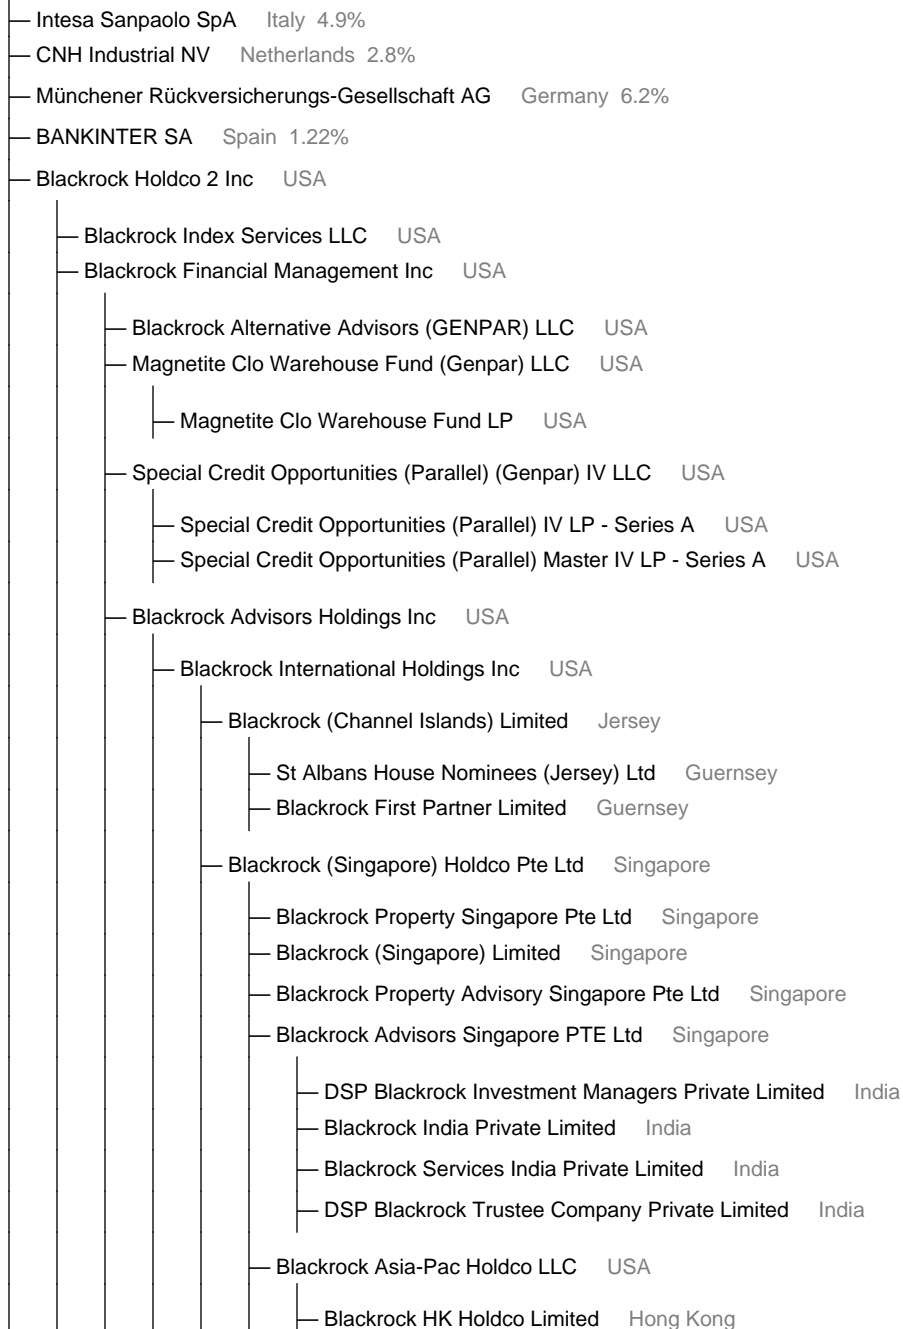 Intesa Sanpaolo SpA Italy 4.9%
CNH Industrial NV Netherlands 2.8%
Münchener Rückversicherungs-Gesellschaft AG Germany 6.2%
BANKINTER SA Spain 1.22%
Blackrock Holdco 2 Inc USA
Blackrock Index Services LLC USA
Blackrock Financial Management Inc USA
Blackrock Alternative Advisors (GENPAR) LLC USA
Magnetite Clo Warehouse Fund (Genpar) LLC USA
Magnetite Clo Warehouse Fund LP USA
Special Credit Opportunities (Parallel) (Genpar) IV LLC USA
Special Credit Opportunities (Parallel) IV LP - Series A USA
Special Credit Opportunities (Parallel) Master IV LP - Series A USA
Blackrock Advisors Holdings Inc USA
Blackrock International Holdings Inc USA
Blackrock (Channel Islands) Limited Jersey
St Albans House Nominees (Jersey) Ltd Guernsey
Blackrock First Partner Limited Guernsey
Blackrock (Singapore) Holdco Pte Ltd Singapore
Blackrock Property Singapore Pte Ltd Singapore
Blackrock (Singapore) Limited Singapore
Blackrock Property Advisory Singapore Pte Ltd Singapore
Blackrock Advisors Singapore PTE Ltd Singapore
DSP Blackrock Investment Managers Private Limited India
Blackrock India Private Limited India
Blackrock Services India Private Limited India
DSP Blackrock Trustee Company Private Limited India
Blackrock Asia-Pac Holdco LLC USA
Blackrock HK Holdco Limited Hong Kong